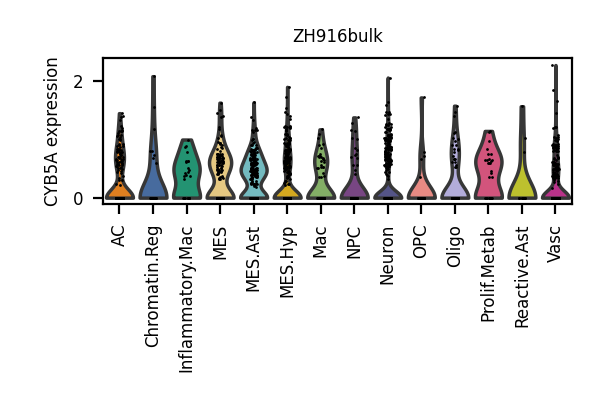 ZH916bulk
CYB5A expression
2
0
AC
Chromatin.Reg
Inflammatory.Mac
MES
MES.Ast
MES.Hyp
Mac
NPC
Neuron
OPC
Oligo
Prolif.Metab
Reactive.Ast
Vasc